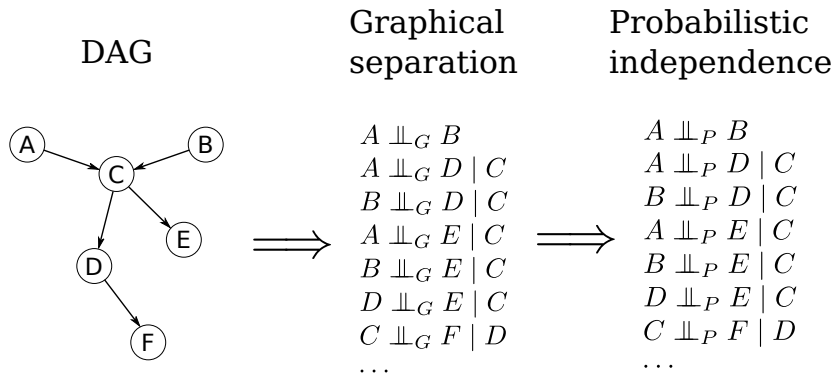 DAG
A
B
C
E
D
F
Graphical
separation
A ⫫_G B
A ⫫_G D | C
B ⫫_G D | C
A ⫫_G E | C
B ⫫_G E | C
D ⫫_G E | C
C ⫫_G F | D
...
Probabilistic
independence
A ⫫_P B
A ⫫_P D | C
B ⫫_P D | C
A ⫫_P E | C
B ⫫_P E | C
D ⫫_P E | C
C ⫫_P F | D
...